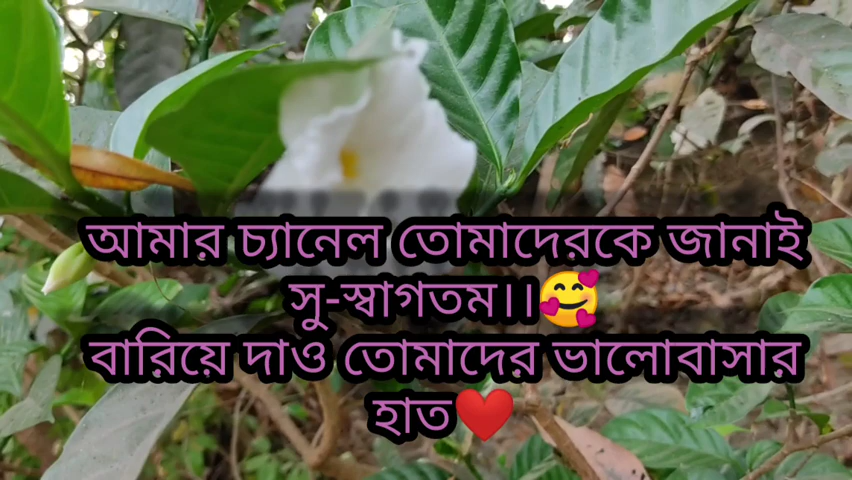 আমার চ্যানেল তোমাদেরকে জানাই
সু-স্বাগতম।।🥰
বারিয়ে দাও তোমাদের ভালোবাসার
হাত❤️